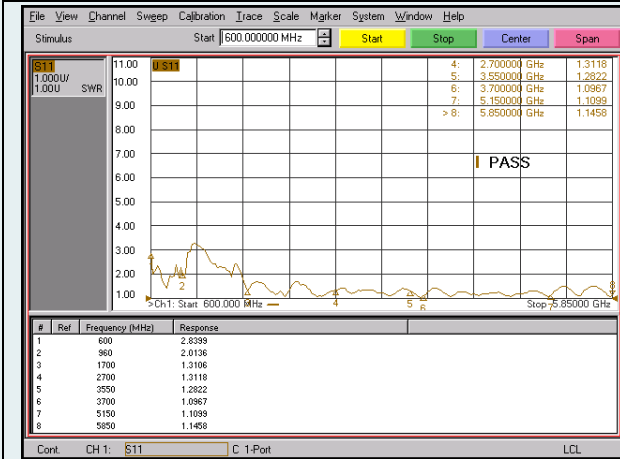 File View Channel Sweep Calibration Trace Scale Marker System Window Help
Stimulus Start 600.000000 MHz Start Stop Center Span
S11
1.000U/
1.00U SWR
11.00
10.00
9.00
8.00
7.00
6.00
5.00
4.00
3.00
2.00
1.00
U S11
4: 2.700000 GHz 1.3118
5: 3.550000 GHz 1.2822
6: 3.700000 GHz 1.0967
7: 5.150000 GHz 1.1099
> 8: 5.850000 GHz 1.1458
PASS
2
4
5
6
7
8
>Ch1: Start 600.000 MHz
Stop 5.85000 GHz
# Ref Frequency (MHz) Response
1 600 2.8399
2 960 2.0136
3 1700 1.3106
4 2700 1.3118
5 3550 1.2822
6 3700 1.0967
7 5150 1.1099
8 5850 1.1458
Cont. CH 1: S11 C 1-Port LCL